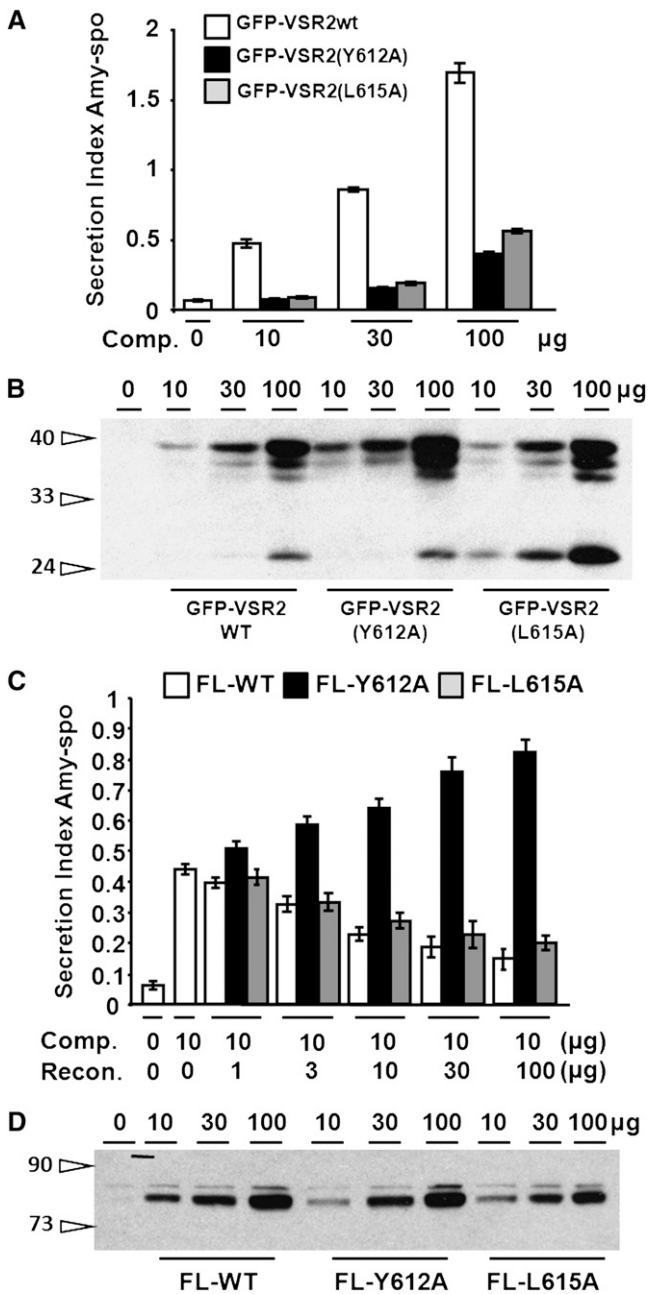 A
GFP-VSR2wt
GFP-VSR2(Y612A)
GFP-VSR2(L615A)
Secretion Index Amy-spo
2
1.5
1
0.5
0
Comp. 0 10 30 100 µg
B
0 10 30 100 10 30 100 10 30 100 µg
40
33
24
GFP-VSR2 GFP-VSR2 GFP-VSR2
WT (Y612A) (L615A)
C
FL-WT FL-Y612A FL-L615A
Secretion Index Amy-spo
1
0.9
0.8
0.7
0.6
0.5
0.4
0.3
0.2
0.1
0
Comp. 0 10 10 10 10 10 10 (µg)
Recon. 0 0 1 3 10 30 100 (µg)
D
0 10 30 100 10 30 100 10 30 100 µg
90
73
FL-WT FL-Y612A FL-L615A